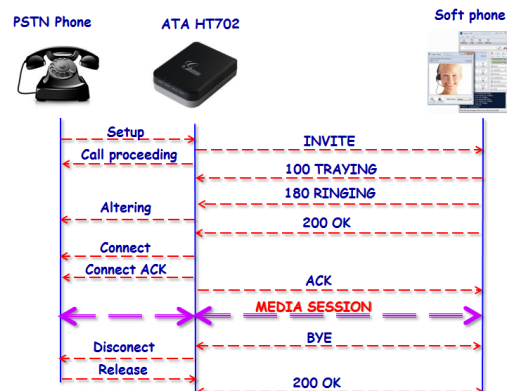 PSTN Phone
ATA HT702
Soft phone
Setup
INVITE
Call proceeding
100 TRAYING
180 RINGING
Altering
200 OK
Connect
Connect ACK
ACK
MEDIA SESSION
BYE
Disconect
Release
200 OK